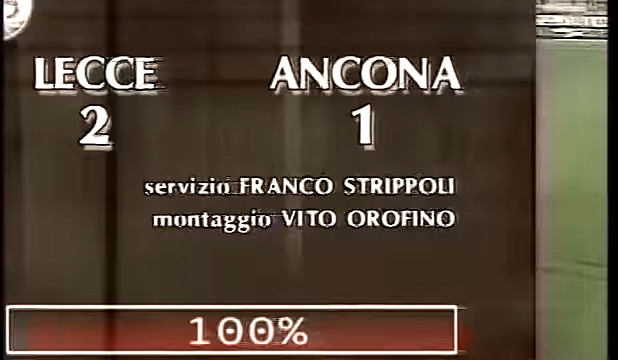 LECCE ANCONA
2 1
servizio FRANCO STRIPPOLI
montaggio VITO OROFINO
100%